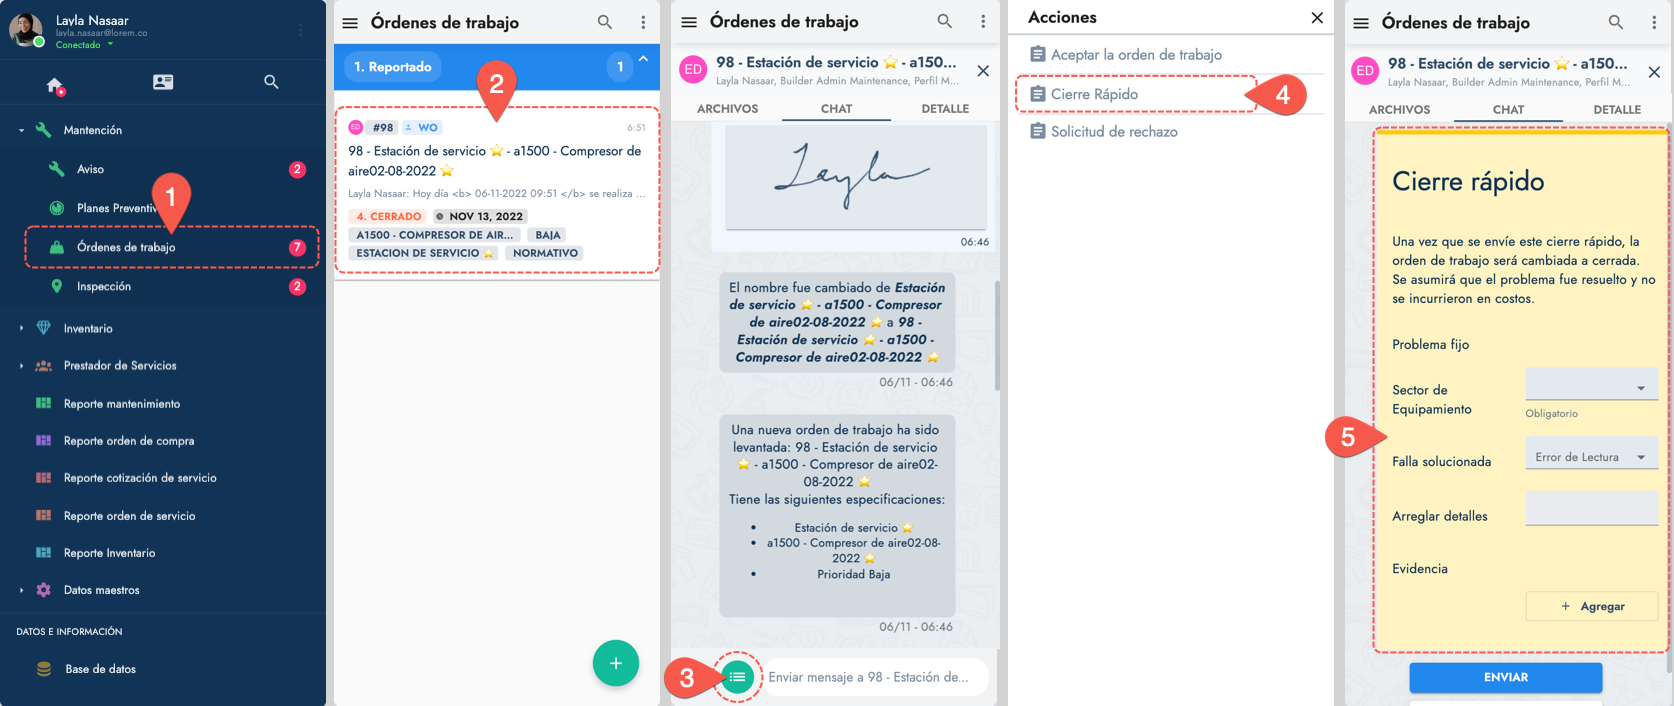 Layla Nasaar
layla.nasaar@lorem.co
Conectado
Mantención
Aviso
2
1
Planes Preventiv
Órdenes de trabajo
7
Inspección
2
Inventario
Prestador de Servicios
Reporte mantenimiento
Reporte orden de compra
Reporte cotización de servicio
Reporte orden de servicio
Reporte Inventario
Datos maestros
DATOS E INFORMACIÓN
Base de datos
Órdenes de trabajo
1. Reportado
1
2
ED #98 WO 6:51
98 - Estación de servicio ⭐ - a1500 - Compresor de
aire02-08-2022 ⭐
Layla Nasaar: Hoy día <b> 06-11-2022 09:51 </b> se realiza ...
4. CERRADO NOV 13, 2022
A1500 - COMPRESOR DE AIR... BAJA
ESTACION DE SERVICIO ⭐ NORMATIVO
+
Órdenes de trabajo
ED
98 - Estación de servicio ⭐ - a150...
Layla Nasaar, Builder Admin Maintenance, Perfil M...
ARCHIVOS CHAT DETALLE
Layla
06:46
El nombre fue cambiado de Estación
de servicio ⭐ - a1500 - Compresor
de aire02-08-2022 ⭐ a 98 -
Estación de servicio ⭐ - a1500 -
Compresor de aire02-08-2022 ⭐
06/11 - 06:46
Una nueva orden de trabajo ha sido
levantada: 98 - Estación de servicio
⭐ - a1500 - Compresor de aire02-
08-2022 ⭐
Tiene las siguientes especificaciones:
• Estación de servicio ⭐
• a1500 - Compresor de aire02-08-
2022 ⭐
• Prioridad Baja
06/11 - 06:46
3
Enviar mensaje a 98 - Estación de...
Acciones
Aceptar la orden de trabajo
Cierre Rápido
4
Solicitud de rechazo
Órdenes de trabajo
ED
98 - Estación de servicio ⭐ - a150...
Layla Nasaar, Builder Admin Maintenance, Perfil M...
ARCHIVOS CHAT DETALLE
Cierre rápido
Una vez que se envíe este cierre rápido, la
orden de trabajo será cambiada a cerrada.
Se asumirá que el problema fue resuelto y no
se incurrieron en costos.
Problema fijo
Sector de
Equipamiento
Obligatorio
5
Falla solucionada
Error de Lectura
Arreglar detalles
Evidencia
+ Agregar
ENVIAR